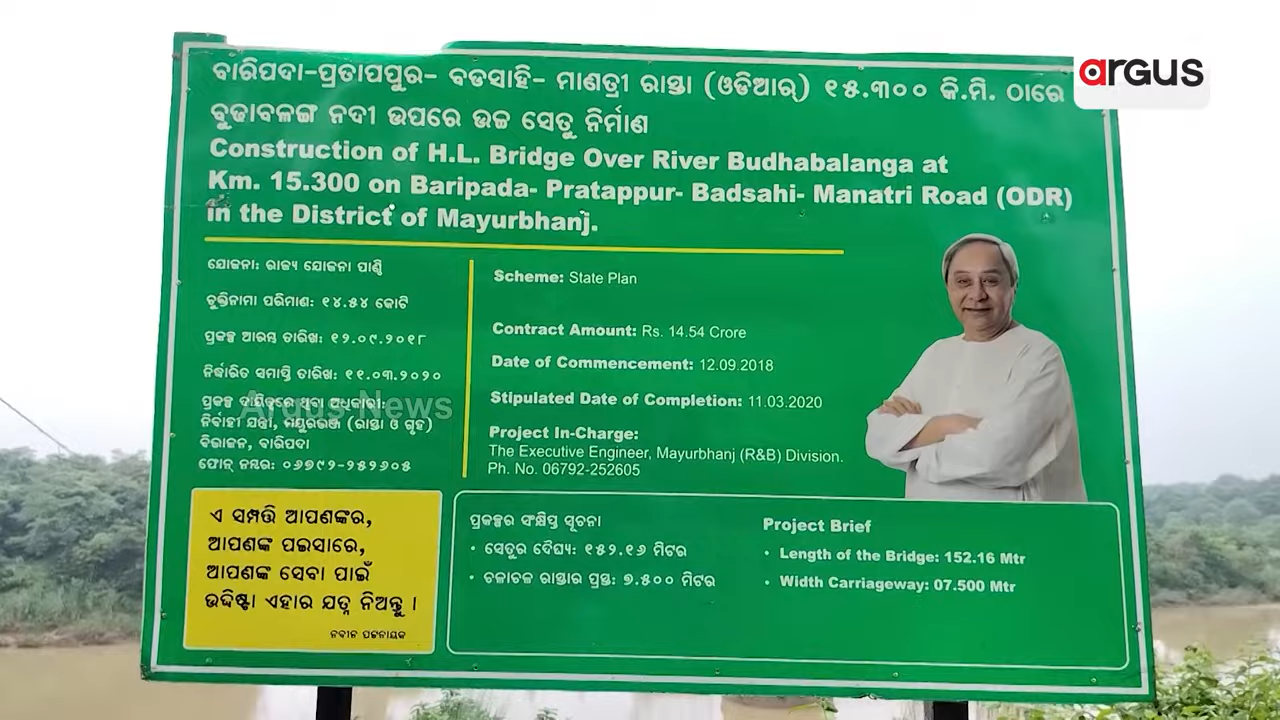 ବାରିପଦା-ପ୍ରତାପପୁର- ବଡସାହି- ମାଣତ୍ରୀ ରାସ୍ତା (ଓଡିଆର୍) ୧୫.୩୦୦ କି.ମି. ଠାରେ
ବୁଢାବଳଙ୍ଗ ନଦୀ ଉପରେ ଉଚ୍ଚ ସେତୁ ନିର୍ମାଣ
Construction of H.L. Bridge Over River Budhabalanga at
Km. 15.300 on Baripada- Pratappur- Badsahi- Manatri Road (ODR)
in the District of Mayurbhanj.
ଯୋଜନା: ରାଜ୍ୟ ଯୋଜନା ପାଣ୍ଠି
ଚୁକ୍ତିନାମା ପରିମାଣ: ୧୪.୫୪ କୋଟି
ପ୍ରକଳ୍ପ ଆରମ୍ଭ ତାରିଖ: ୧୨.୦୯.୨୦୧୮
ନିର୍ଦ୍ଧାରିତ ସମାପ୍ତି ତାରିଖ: ୧୧.୦୩.୨୦୨୦
ପ୍ରକଳ୍ପ ଦାୟିତ୍ୱରେ ଥିବା ଅଧିକାରୀ:
ନିର୍ବାହୀ ଯନ୍ତ୍ରୀ, ମୟୂରଭଞ୍ଜ (ରାସ୍ତା ଓ ଗୃହ)
ବିଭାଜନ, ବାରିପଦା
ଫୋନ୍ ନମ୍ବର: ୦୬୭୯୨-୨୫୨୬୦୫
Scheme: State Plan
Contract Amount: Rs. 14.54 Crore
Date of Commencement: 12.09.2018
Stipulated Date of Completion: 11.03.2020
Project In-Charge:
The Executive Engineer, Mayurbhanj (R&B) Division.
Ph. No. 06792-252605
ଏ ସମ୍ପତ୍ତି ଆପଣଙ୍କର,
ଆପଣଙ୍କ ପଇସାରେ,
ଆପଣଙ୍କ ସେବା ପାଇଁ
ଉଦ୍ଦିଷ୍ଟ। ଏହାର ଯତ୍ନ ନିଅନ୍ତୁ ।
ନବୀନ ପଟ୍ଟନାୟକ
ପ୍ରକଳ୍ପର ସଂକ୍ଷିପ୍ତ ସୂଚନା
• ସେତୁର ଦୈର୍ଘ୍ୟ: ୧୫୨.୧୬ ମିଟର
• ଚଳାଚଳ ରାସ୍ତାର ପ୍ରସ୍ତ: ୭.୫୦୦ ମିଟର
Project Brief
• Length of the Bridge: 152.16 Mtr
• Width Carriageway: 07.500 Mtr
argus
Argus News